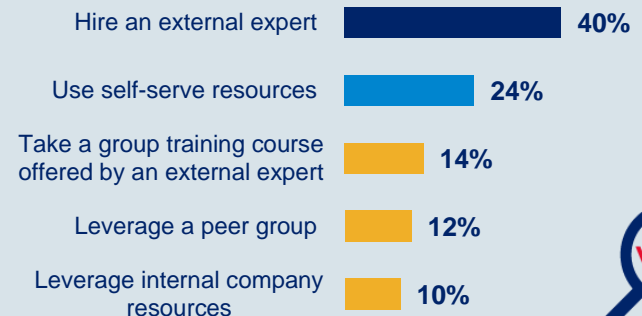 Hire an external expert 40%
Use self-serve resources 24%
Take a group training course
offered by an external expert 14%
Leverage a peer group 12%
Leverage internal company
resources 10%